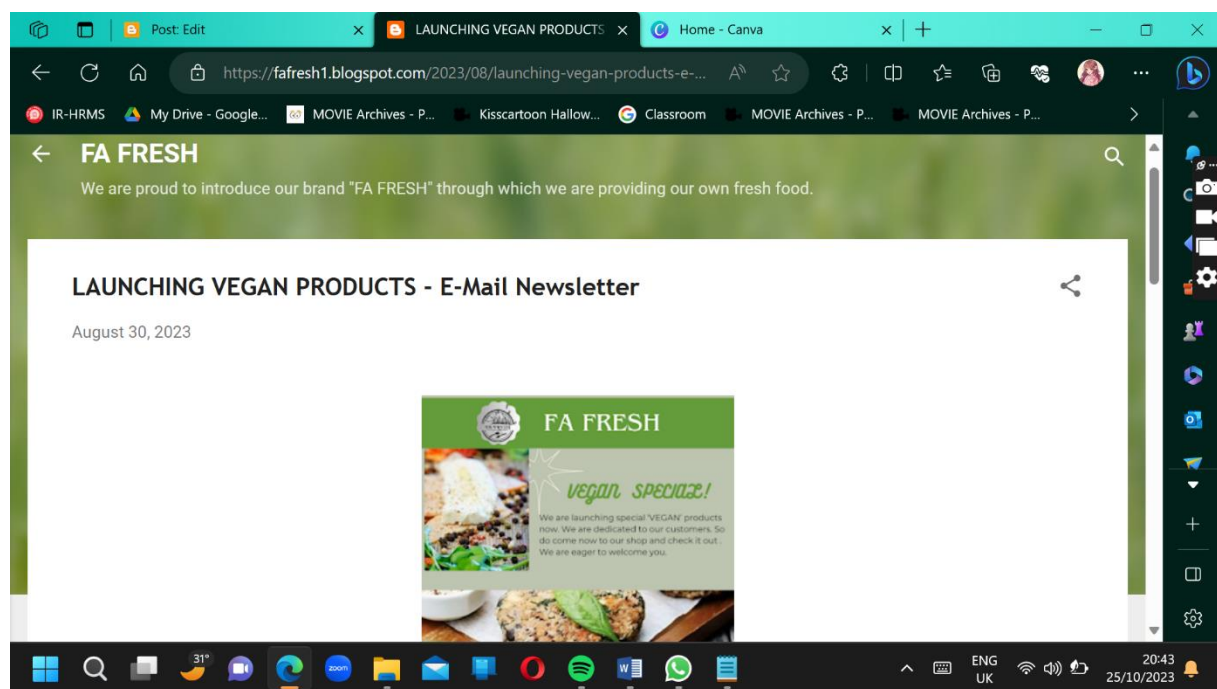 Post: Edit
LAUNCHING VEGAN PRODUCTS
Home - Canva
https://fafresh1.blogspot.com/2023/08/launching-vegan-products-e-...
IR-HRMS
My Drive - Google...
MOVIE Archives - P...
Kisscartoon Hallow...
Classroom
MOVIE Archives - P...
MOVIE Archives - P...
FA FRESH
We are proud to introduce our brand "FA FRESH" through which we are providing our own fresh food.
LAUNCHING VEGAN PRODUCTS - E-Mail Newsletter
August 30, 2023
FA FRESH
VEGAN SPECIAL!
We are launching special 'VEGAN' products
now. We are dedicated to our customers. So
do come now to our shop and check it out.
We are eager to welcome you.
31°
zoom
ENG
UK
20:43
25/10/2023